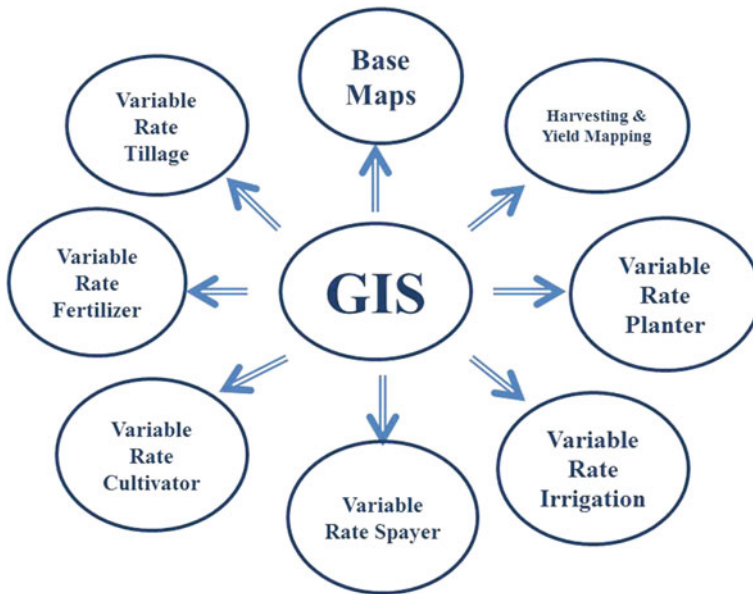 Base
Maps
Variable
Rate
Tillage
Harvesting &
Yield Mapping
Variable
Rate
Fertilizer
GIS
Variable
Rate
Planter
Variable
Rate
Cultivator
Variable
Rate Spayer
Variable
Rate
Irrigation